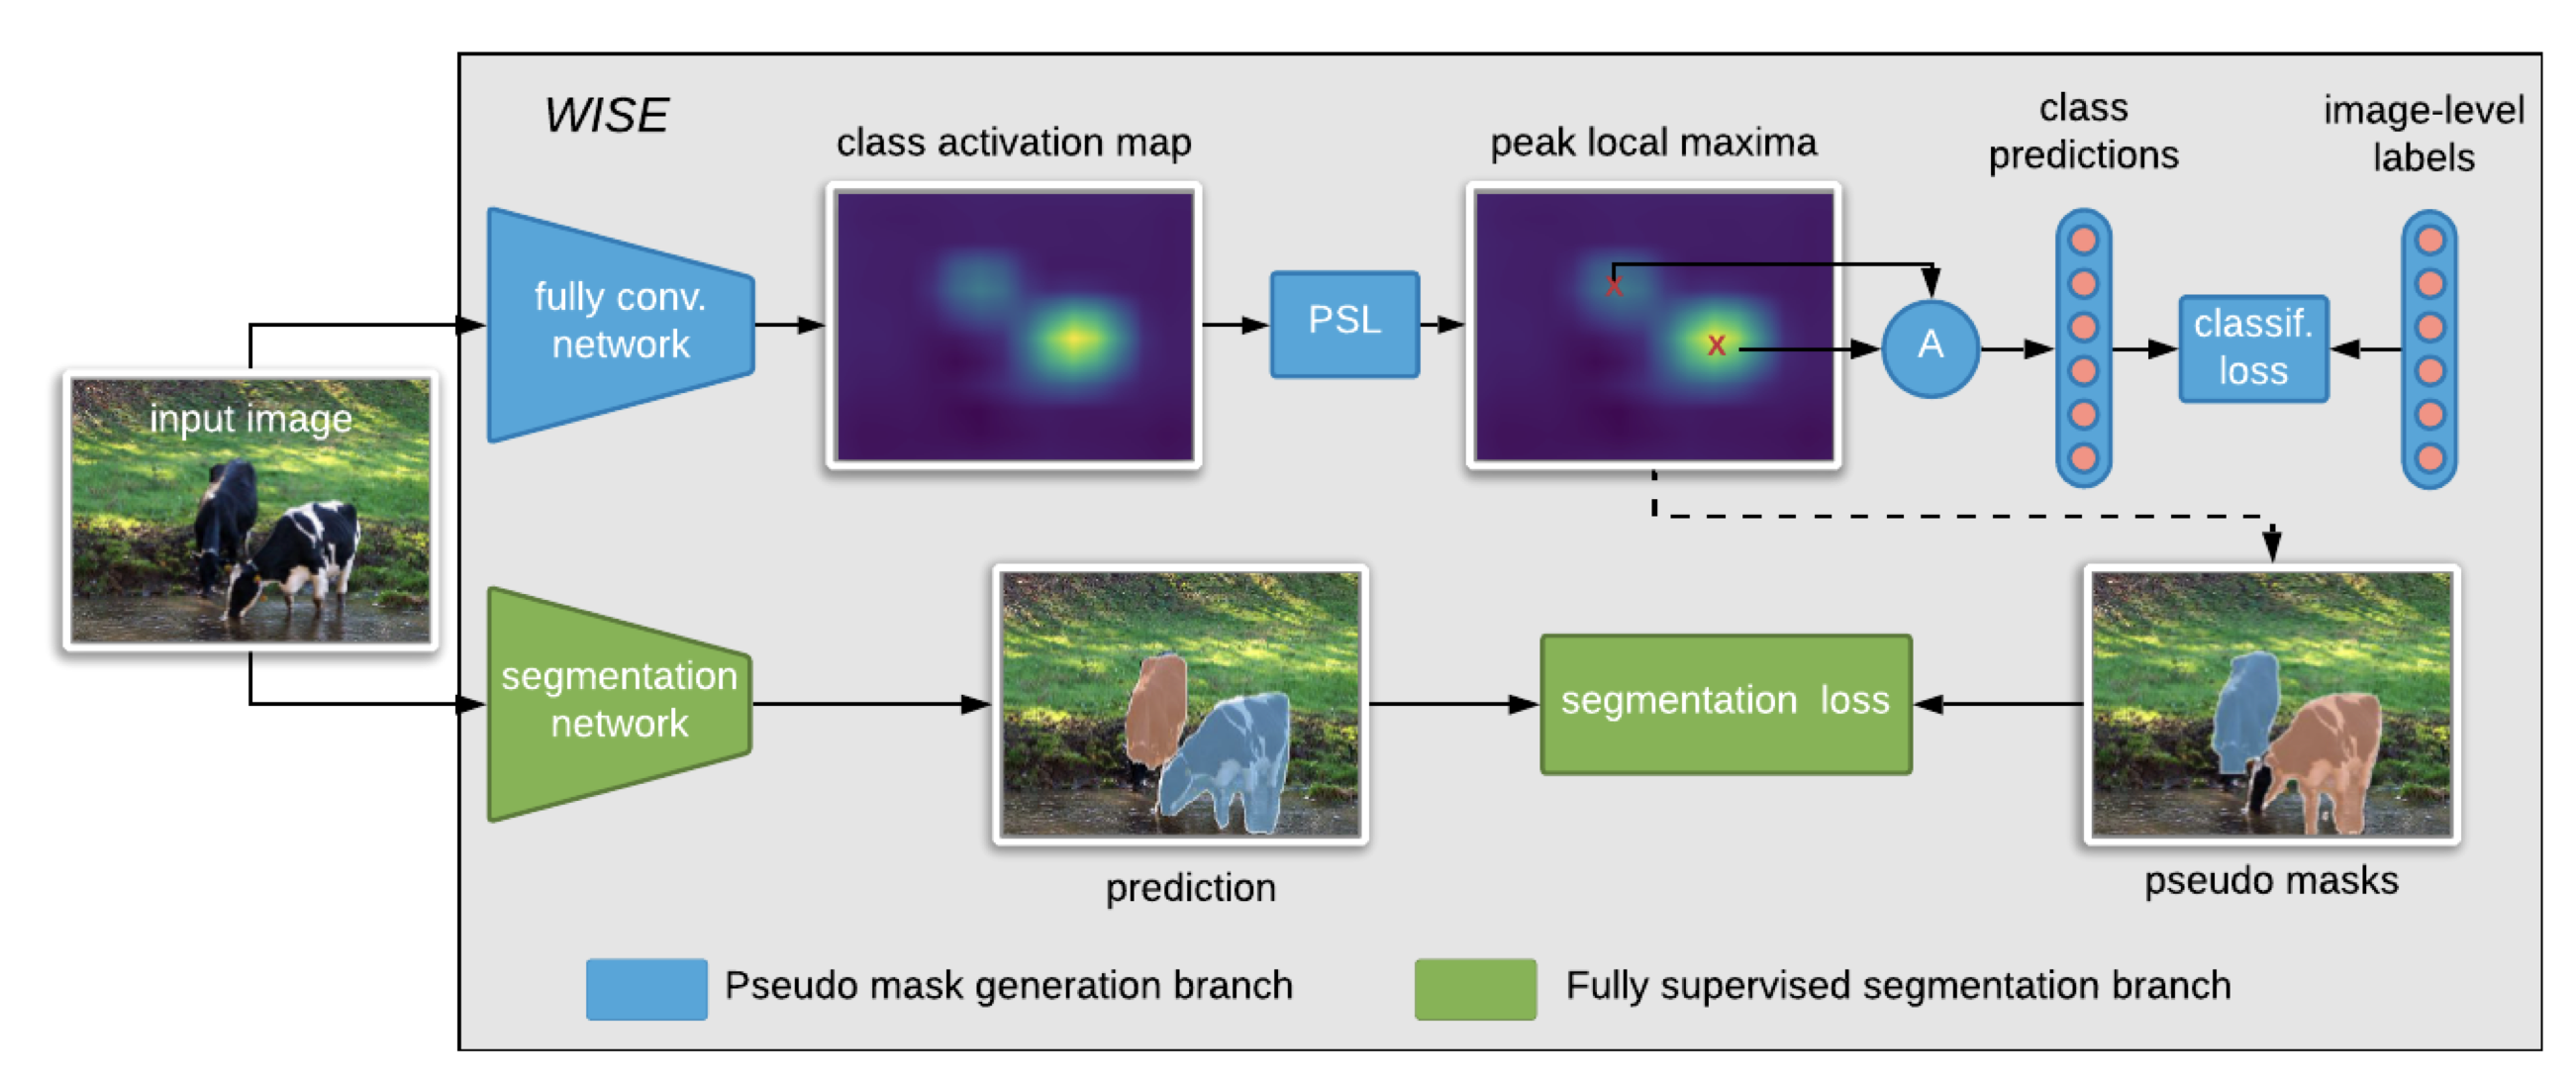 WISE
class activation map
peak local maxima
class
predictions
image-level
labels
fully conv.
network
PSL
x
x
A
classif.
loss
input image
segmentation
network
segmentation loss
prediction
pseudo masks
Pseudo mask generation branch
Fully supervised segmentation branch